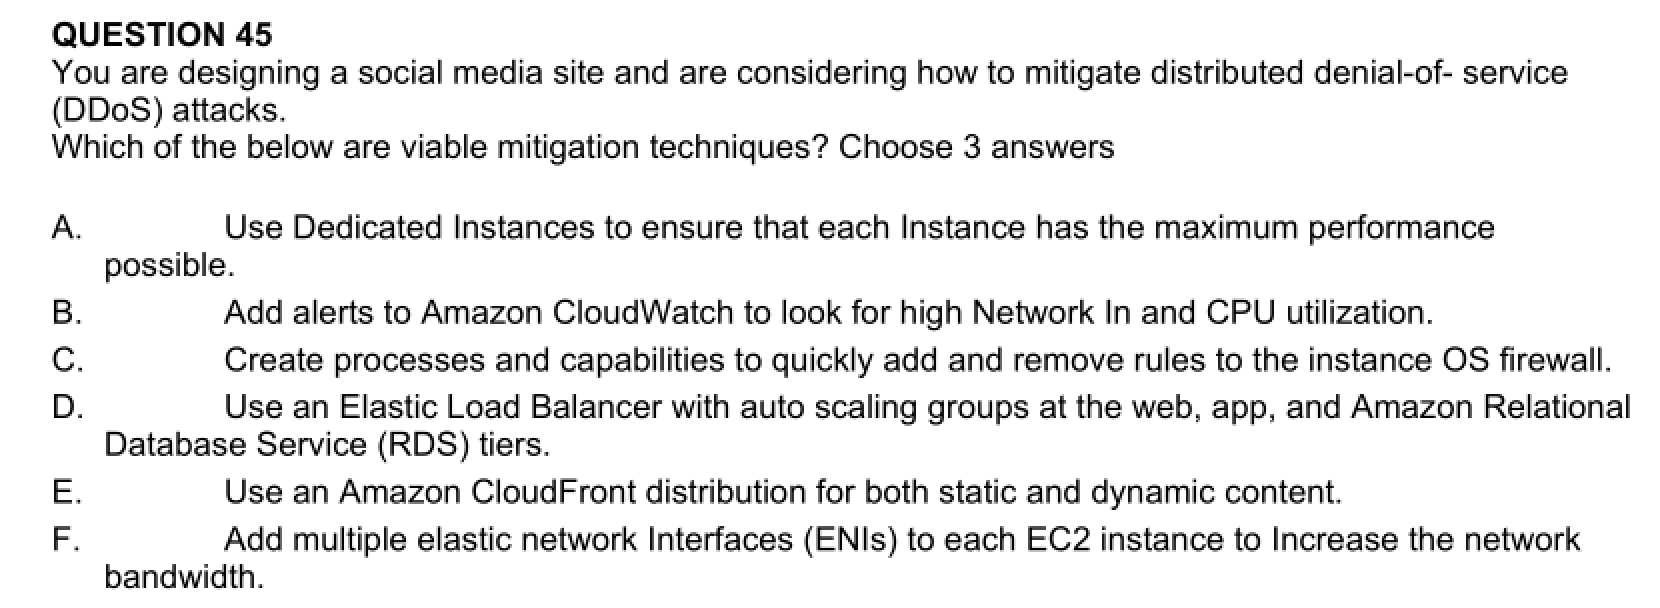 QUESTION 45
You are designing a social media site and are considering how to mitigate distributed denial-of- service
(DDoS) attacks.
Which of the below are viable mitigation techniques? Choose 3 answers
A. Use Dedicated Instances to ensure that each Instance has the maximum performance
possible.
B. Add alerts to Amazon CloudWatch to look for high Network In and CPU utilization.
C. Create processes and capabilities to quickly add and remove rules to the instance OS firewall.
D. Use an Elastic Load Balancer with auto scaling groups at the web, app, and Amazon Relational
Database Service (RDS) tiers.
E. Use an Amazon CloudFront distribution for both static and dynamic content.
F. Add multiple elastic network Interfaces (ENIs) to each EC2 instance to Increase the network
bandwidth.